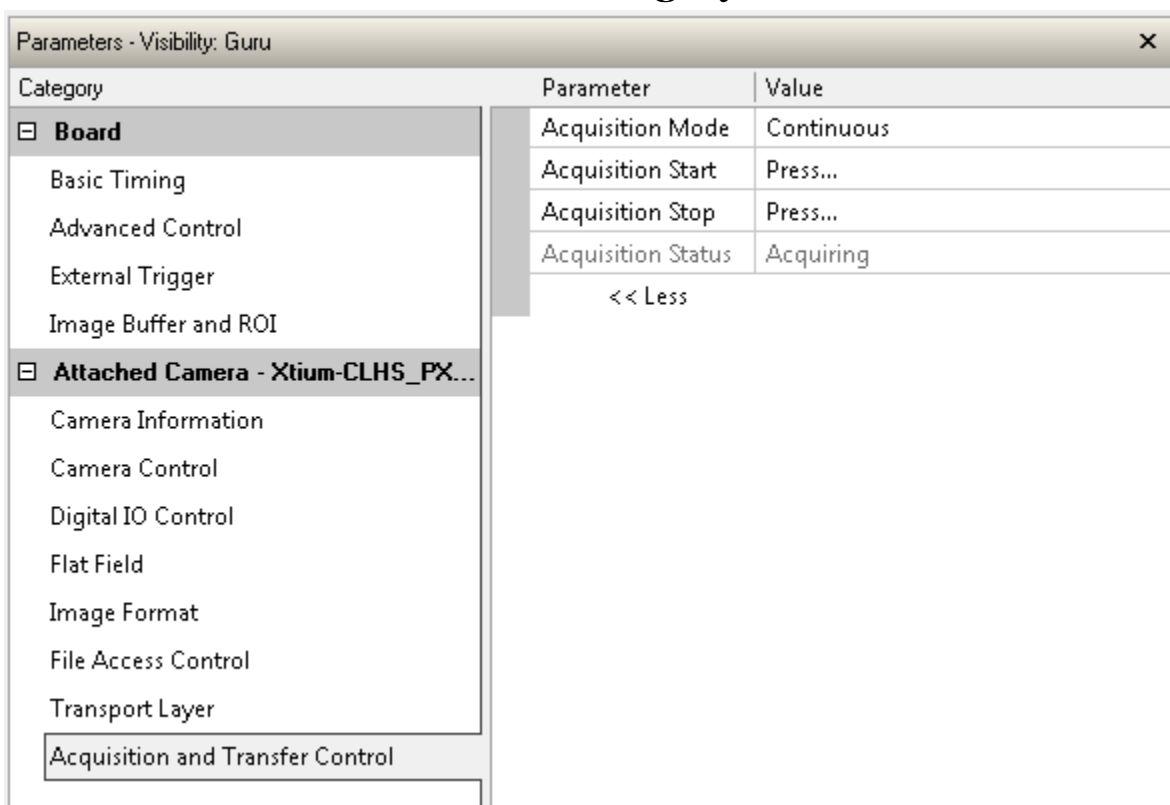 Parameters - Visibility: Guru
Category
Parameter Value
Board
Acquisition Mode Continuous
Basic Timing
Acquisition Start Press...
Advanced Control
Acquisition Stop Press...
External Trigger
Acquisition Status Acquiring
Image Buffer and ROI
<< Less
Attached Camera - Xtium-CLHS_PX...
Camera Information
Camera Control
Digital IO Control
Flat Field
Image Format
File Access Control
Transport Layer
Acquisition and Transfer Control